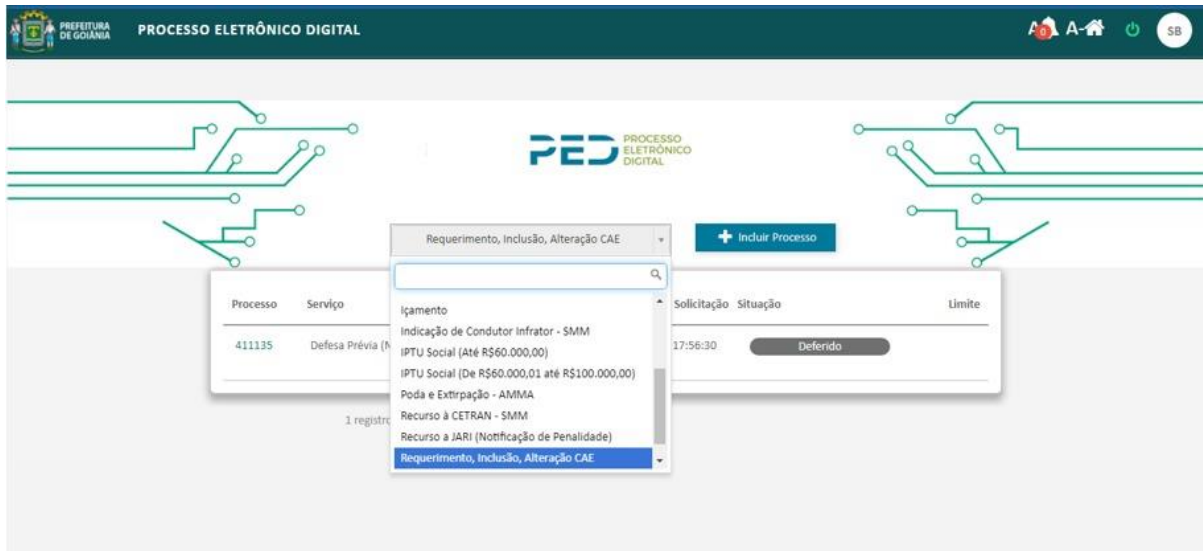 PREFEITURA
DE GOIÂNIA
PROCESSO ELETRÔNICO DIGITAL
0
A-
SB
PED
PROCESSO
ELETRÔNICO
DIGITAL
Requerimento, Inclusão, Alteração CAE
Incluir Processo
Processo Serviço Solicitação Situação Limite
Içamento
Indicação de Condutor Infrator - SMM
411135 Defesa Prévia (N 17:56:30 Deferido
IPTU Social (Até R$60.000,00)
IPTU Social (De R$60.000,01 até R$100.000,00)
Poda e Extirpação - AMMA
Recurso à CETRAN - SMM
1 registro
Recurso a JARI (Notificação de Penalidade)
Requerimento, Inclusão, Alteração CAE